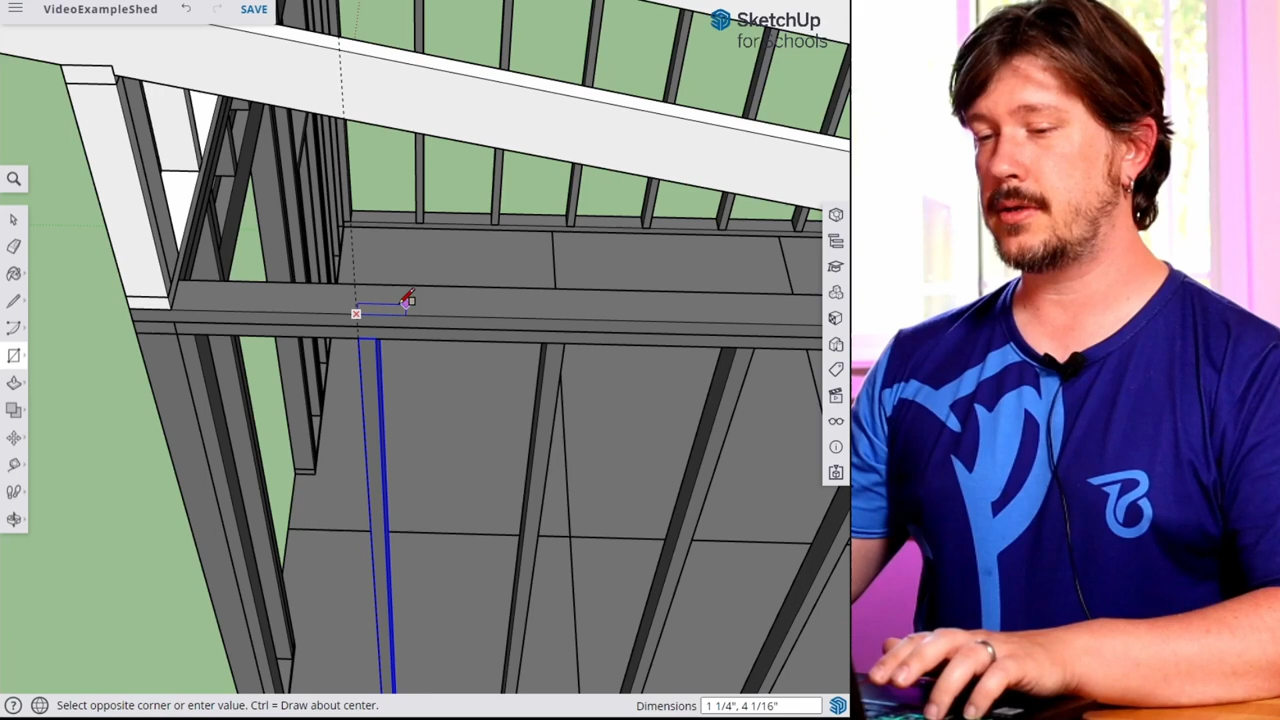 VideoExampleShed
SAVE
SketchUp
for Schools
Select opposite corner or enter value. Ctrl = Draw about center.
Dimensions
1 1/4", 4 1/16"